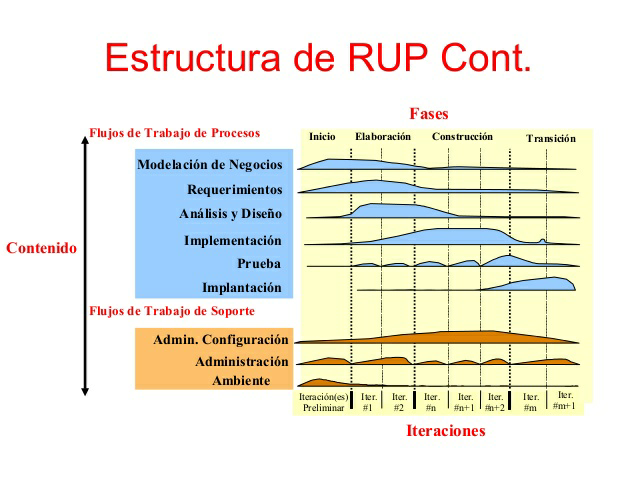 Estructura de RUP Cont.
Fases
Flujos de Trabajo de Procesos
Inicio Elaboración Construcción Transición
Modelación de Negocios
Requerimientos
Análisis y Diseño
Implementación
Contenido
Prueba
Implantación
Flujos de Trabajo de Soporte
Admin. Configuración
Administración
Ambiente
Iteración(es) Iter. Iter. Iter. Iter. Iter. Iter. Iter.
Preliminar #1 #2 #n #n+1 #n+2 #m #m+1
Iteraciones